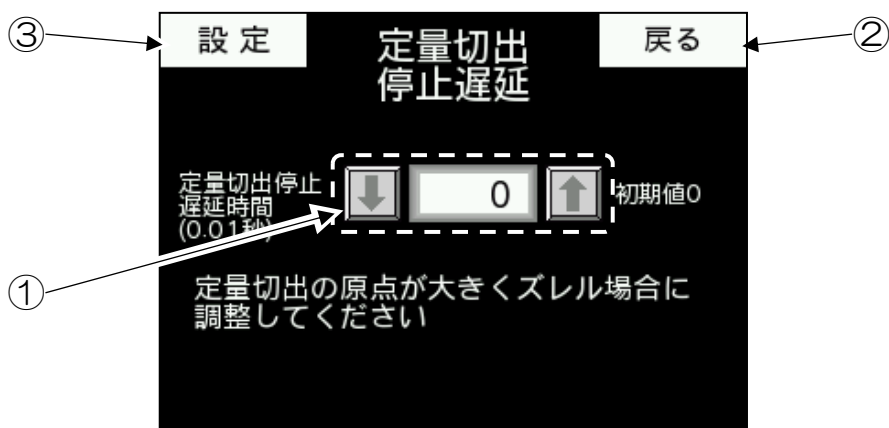 ③
設定
定量切出
停止遅延
戻る
②
定量切出停止
遅延時間
(0.01秒)
0
初期値0
①
定量切出の原点が大きくズレル場合に
調整してください